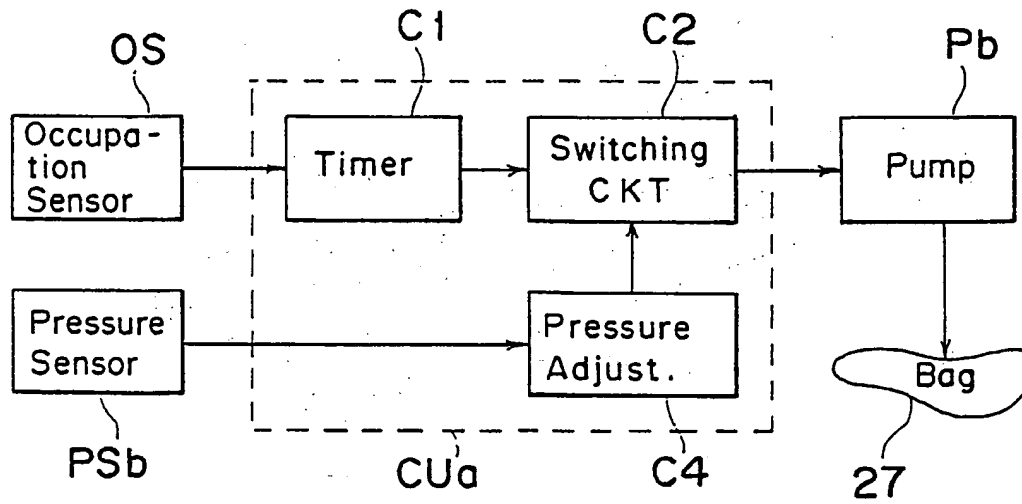 OS
C1
C2
Pb
Occupa-
tion
Sensor
Timer
Switching
CKT
Pump
Pressure
Sensor
Pressure
Adjust.
Bag
PSb
CUa
C4
27